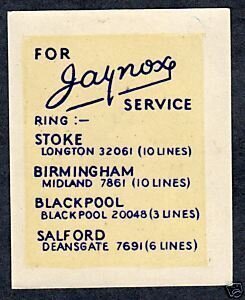 FOR
Jaynox
SERVICE
RING :—
STOKE
LONGTON 32061 (10 LINES)
BIRMINGHAM
MIDLAND 7861 (10 LINES)
BLACKPOOL
BLACKPOOL 20048 (3 LINES)
SALFORD
DEANSGATE 7691 (6 LINES)